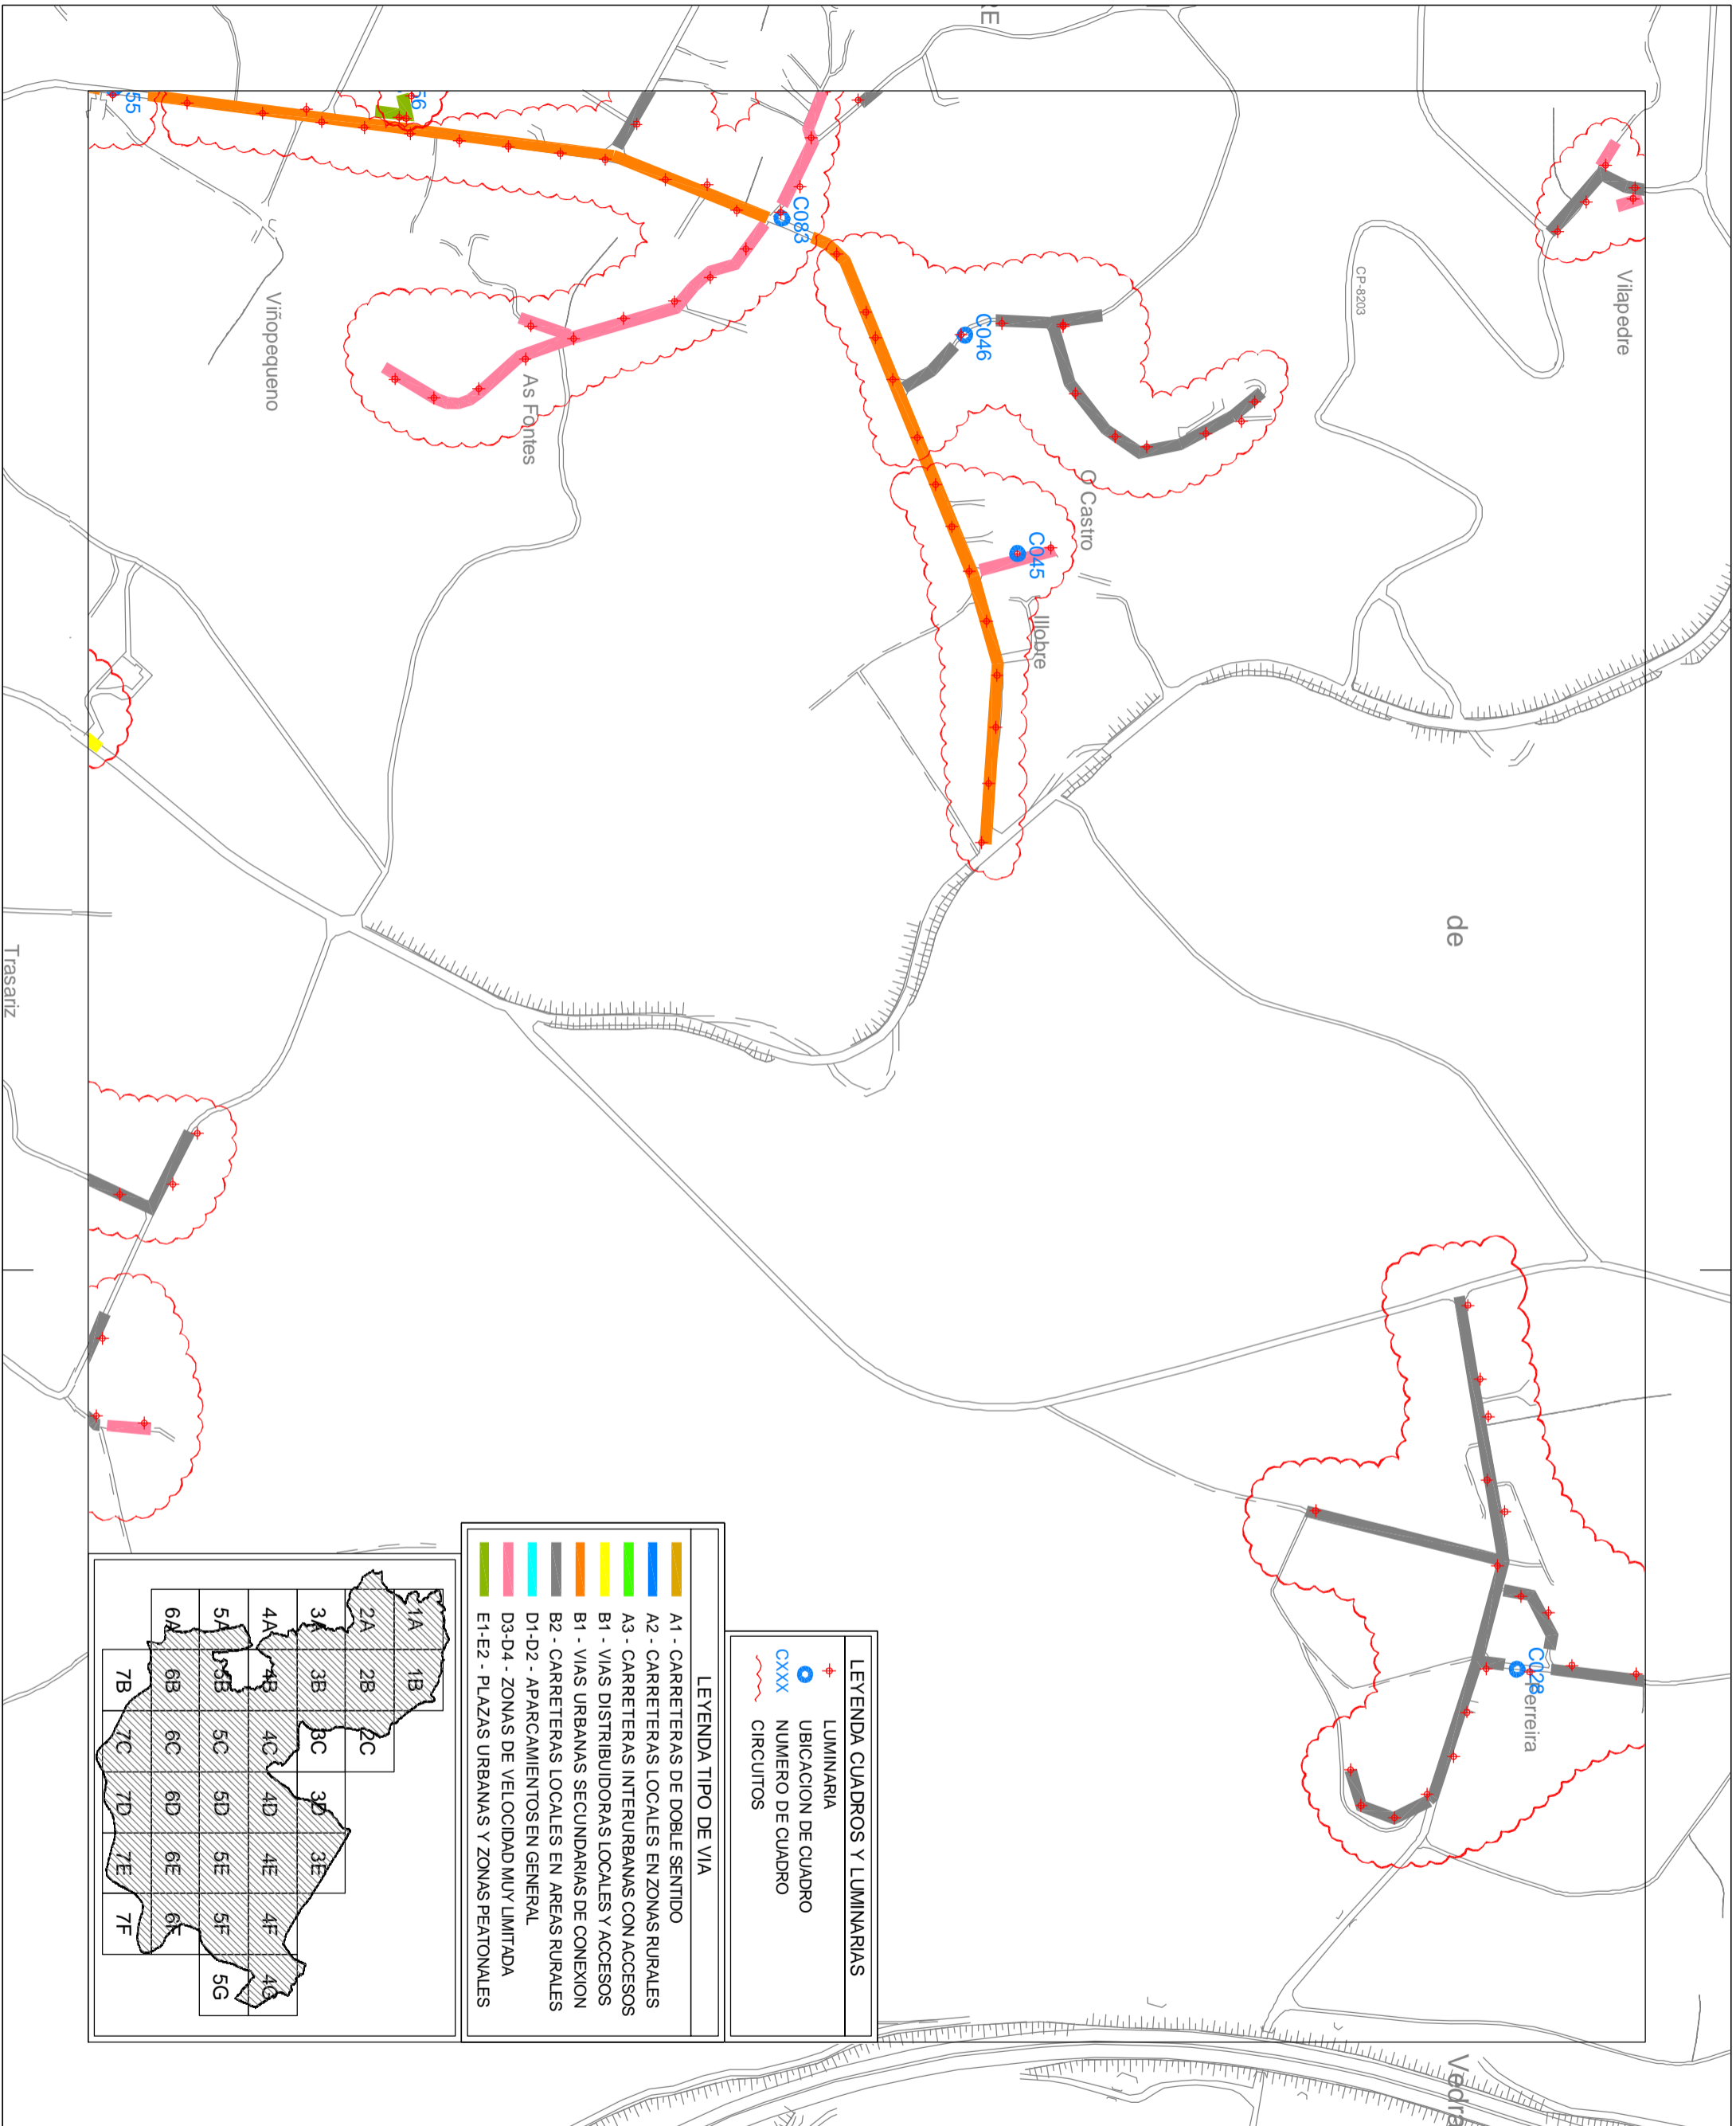 Vilapedre
CP-8203
C083
C046
C045
O Castro
Illobre
As Fontes
Viñopequeno
56
55
de
Trasariz
C028
Ferreira
Vedra
LEYENDA CUADROS Y LUMINARIAS
LUMINARIA
UBICACION DE CUADRO
CXXX NUMERO DE CUADRO
CIRCUITOS
LEYENDA TIPO DE VIA
A1 - CARRETERAS DE DOBLE SENTIDO
A2 - CARRETERAS LOCALES EN ZONAS RURALES
A3 - CARRETERAS INTERURBANAS CON ACCESOS
B1 - VIAS DISTRIBUIDORAS LOCALES Y ACCESOS
B1 - VIAS URBANAS SECUNDARIAS DE CONEXION
B2 - CARRETERAS LOCALES EN AREAS RURALES
D1-D2 - APARCAMIENTOS EN GENERAL
D3-D4 - ZONAS DE VELOCIDAD MUY LIMITADA
E1-E2 - PLAZAS URBANAS Y ZONAS PEATONALES
1A 1B
2A 2B 2C
3A 3B 3C 3D 3E
4A 4B 4C 4D 4E 4F 4G
5A 5B 5C 5D 5E 5F 5G
6A 6B 6C 6D 6E 6F
7B 7C 7D 7E 7F